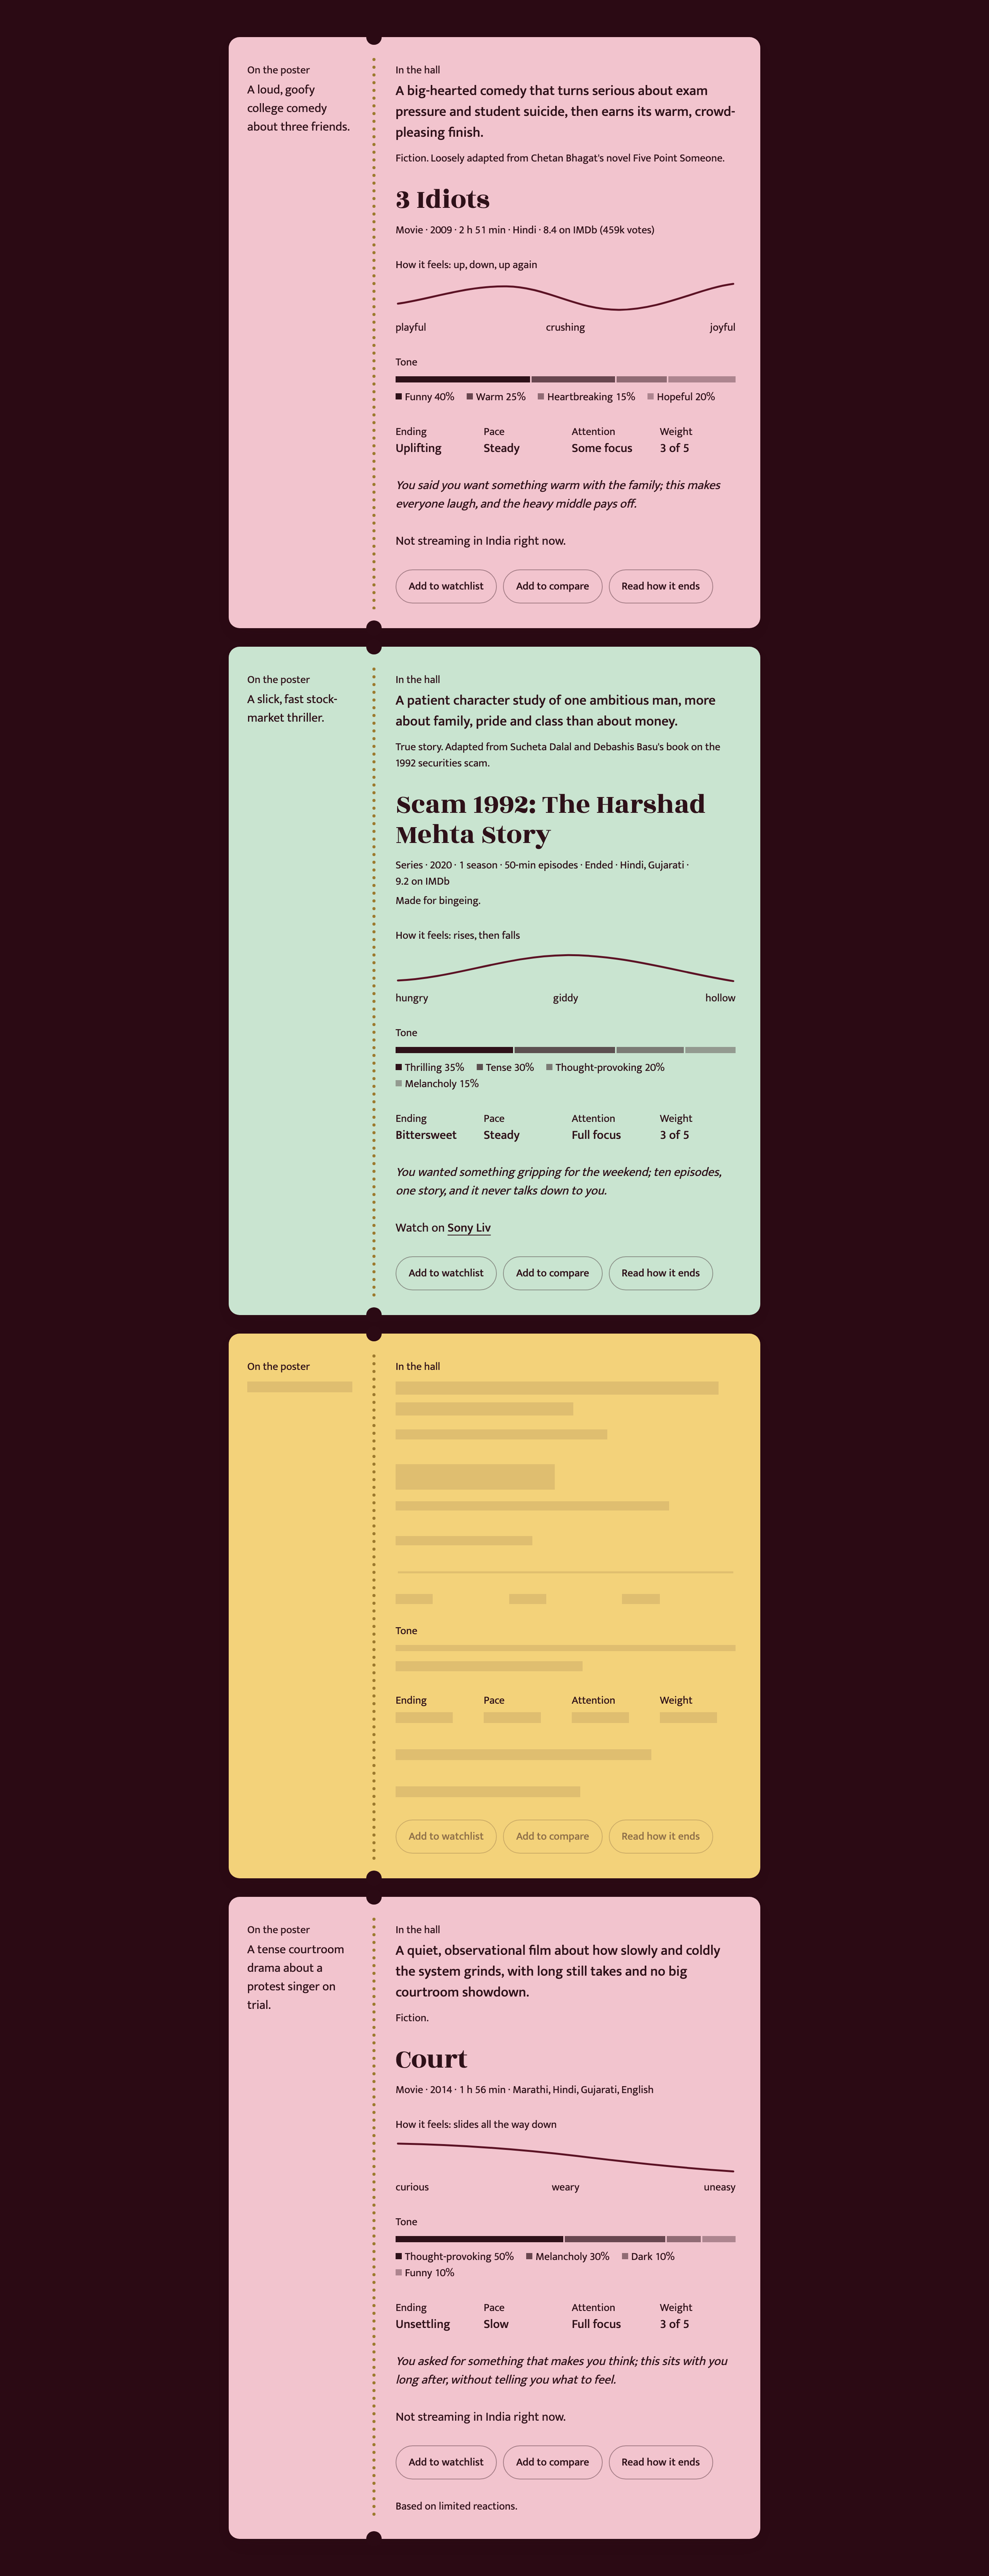 On the poster
A loud, goofy
college comedy
about three friends.
In the hall
A big-hearted comedy that turns serious about exam
pressure and student suicide, then earns its warm, crowd-
pleasing finish.
Fiction. Loosely adapted from Chetan Bhagat's novel Five Point Someone.
3 Idiots
Movie · 2009 · 2 h 51 min · Hindi · 8.4 on IMDb (459k votes)
How it feels: up, down, up again
playful crushing joyful
Tone
Funny 40% Warm 25% Heartbreaking 15% Hopeful 20%
Ending Pace Attention Weight
Uplifting Steady Some focus 3 of 5
You said you want something warm with the family; this makes
everyone laugh, and the heavy middle pays off.
Not streaming in India right now.
Add to watchlist Add to compare Read how it ends
On the poster
A slick, fast stock-
market thriller.
In the hall
A patient character study of one ambitious man, more
about family, pride and class than about money.
True story. Adapted from Sucheta Dalal and Debashis Basu's book on the
1992 securities scam.
Scam 1992: The Harshad
Mehta Story
Series · 2020 · 1 season · 50-min episodes · Ended · Hindi, Gujarati ·
9.2 on IMDb
Made for bingeing.
How it feels: rises, then falls
hungry giddy hollow
Tone
Thrilling 35% Tense 30% Thought-provoking 20%
Melancholy 15%
Ending Pace Attention Weight
Bittersweet Steady Full focus 3 of 5
You wanted something gripping for the weekend; ten episodes,
one story, and it never talks down to you.
Watch on Sony Liv
Add to watchlist Add to compare Read how it ends
On the poster
In the hall
Tone
Ending Pace Attention Weight
Add to watchlist Add to compare Read how it ends
On the poster
A tense courtroom
drama about a
protest singer on
trial.
In the hall
A quiet, observational film about how slowly and coldly
the system grinds, with long still takes and no big
courtroom showdown.
Fiction.
Court
Movie · 2014 · 1 h 56 min · Marathi, Hindi, Gujarati, English
How it feels: slides all the way down
curious weary uneasy
Tone
Thought-provoking 50% Melancholy 30% Dark 10%
Funny 10%
Ending Pace Attention Weight
Unsettling Slow Full focus 3 of 5
You asked for something that makes you think; this sits with you
long after, without telling you what to feel.
Not streaming in India right now.
Add to watchlist Add to compare Read how it ends
Based on limited reactions.